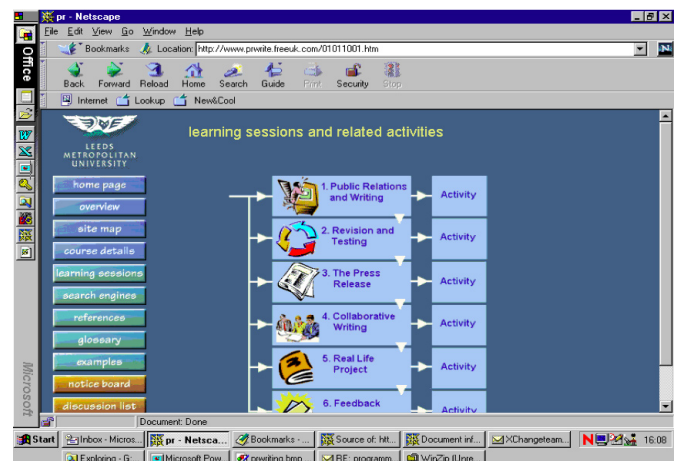 pr - Netscape
File Edit View Go Window Help
Bookmarks Location: http://www.prwrite.freeuk.com/01011001.htm
Back Forward Reload Home Search Guide Print Security Stop
Internet Lookup New&Cool
Office
LEEDS
METROPOLITAN
UNIVERSITY
learning sessions and related activities
home page
overview
site map
course details
learning sessions
search engines
references
glossary
examples
notice board
discussion list
1. Public Relations
and Writing
Activity
2. Revision and
Testing
Activity
3. The Press
Release
Activity
4. Collaborative
Writing
Activity
5. Real Life
Project
Activity
6. Feedback
Activity
Microsoft
Document: Done
Start Inbox - Micros... pr - Netsca... Bookmarks - ... Source of: htt... Document inf... XChangeteam... 16:08
Exploring - G: Microsoft Pow prwriting.bmp RE: programm WinZip (Unre